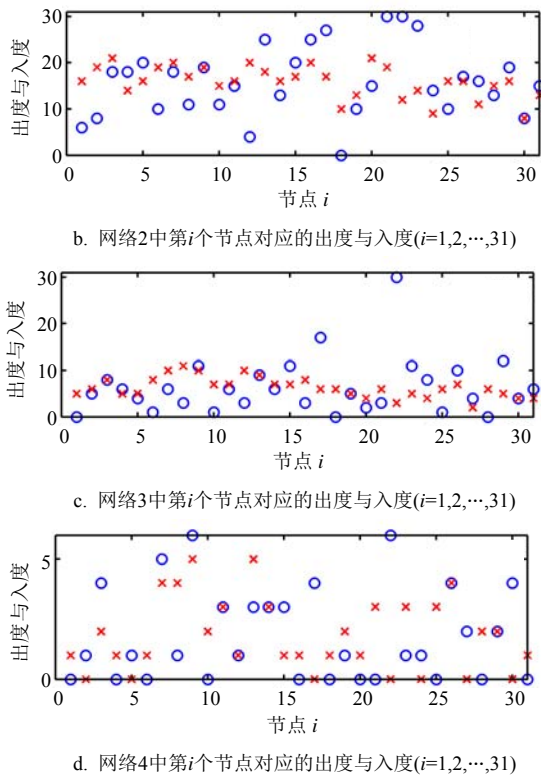 30
20
10
0
出度与入度
0 5 10 15 20 25 30
节点 i
b. 网络2中第i个节点对应的出度与入度(i=1,2,⋯,31)
30
20
10
0
出度与入度
0 5 10 15 20 25 30
节点 i
c. 网络3中第i个节点对应的出度与入度(i=1,2,⋯,31)
5
0
出度与入度
0 5 10 15 20 25 30
节点 i
d. 网络4中第i个节点对应的出度与入度(i=1,2,⋯,31)